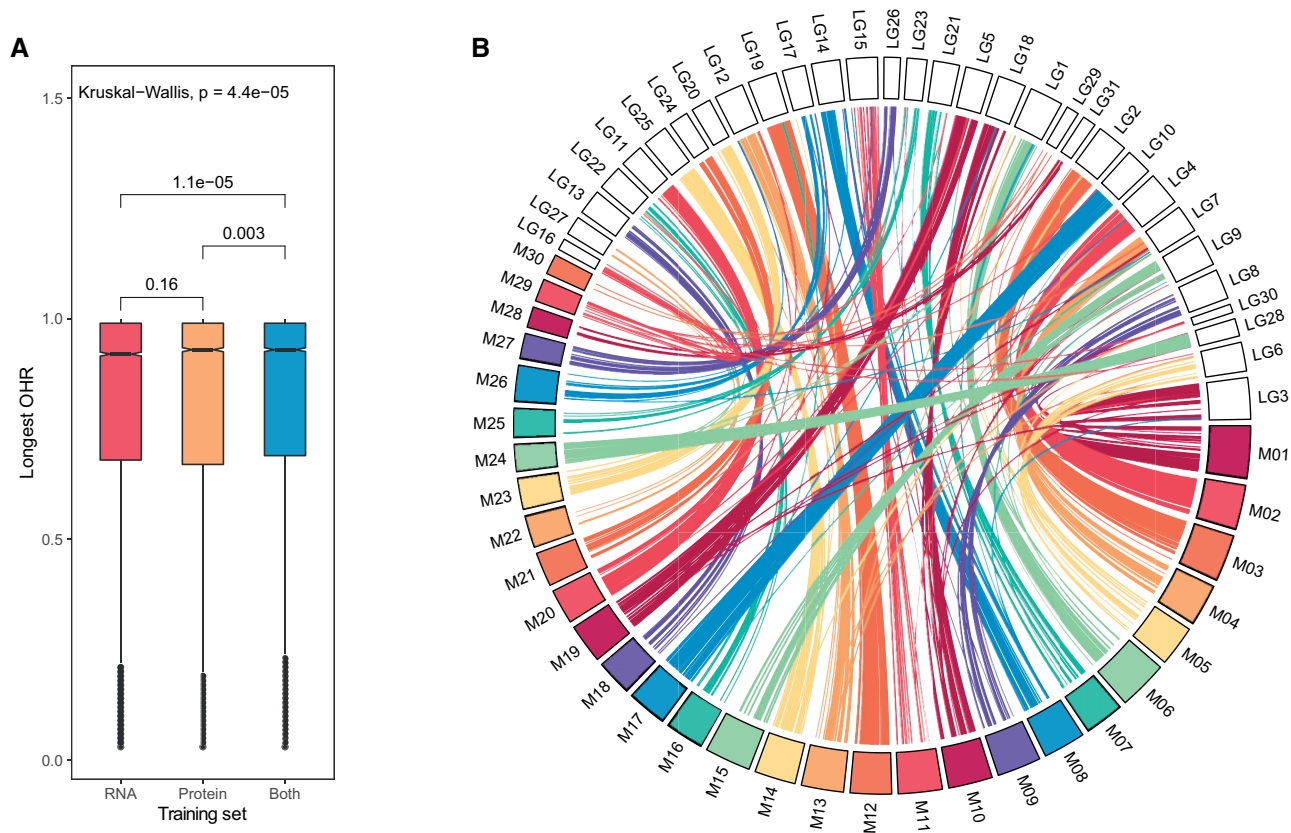 A
Kruskal−Wallis, p = 4.4e−05
1.5
1.1e−05
0.003
0.16
1.0
0.5
0.0
Longest OHR
RNA
Protein
Both
Training set
B
LG16
LG27
LG13
LG22
LG11
LG25
LG24
LG20
LG12
LG19
LG17
LG14
LG15
LG26
LG23
LG21
LG5
LG18
LG1
LG29
LG31
LG2
LG10
LG4
LG7
LG9
LG8
LG30
LG28
LG6
LG3
M01
M02
M03
M04
M05
M06
M07
M08
M09
M10
M11
M12
M13
M14
M15
M16
M17
M18
M19
M20
M21
M22
M23
M24
M25
M26
M27
M28
M29
M30